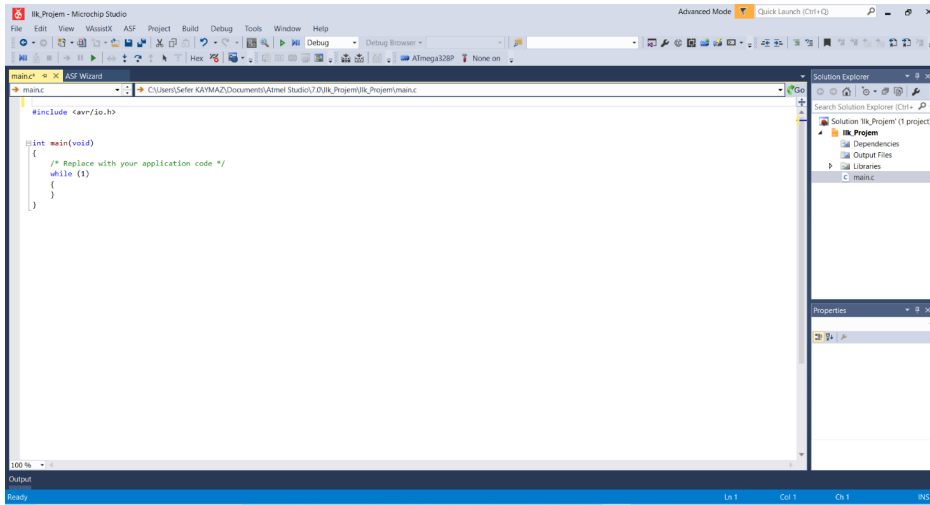 Ilk_Projem - Microchip Studio
Advanced Mode Quick Launch (Ctrl+Q)
File Edit View VAssistX ASF Project Build Debug Tools Window Help
Debug Debug Browser
Hex ATmega328P None on
main.c* ASF Wizard
main.c C:\Users\Sefer KAYMAZ\Documents\Atmel Studio\7.0\Ilk_Projem\Ilk_Projem\main.c Go
#include <avr/io.h>
int main(void)
{
/* Replace with your application code */
while (1)
{
}
}
100 %
Solution Explorer
Search Solution Explorer (Ctrl+
Solution 'Ilk_Projem' (1 project)
Ilk_Projem
Dependencies
Output Files
Libraries
main.c
Properties
Output
Ready Ln 1 Col 1 Ch 1 INS